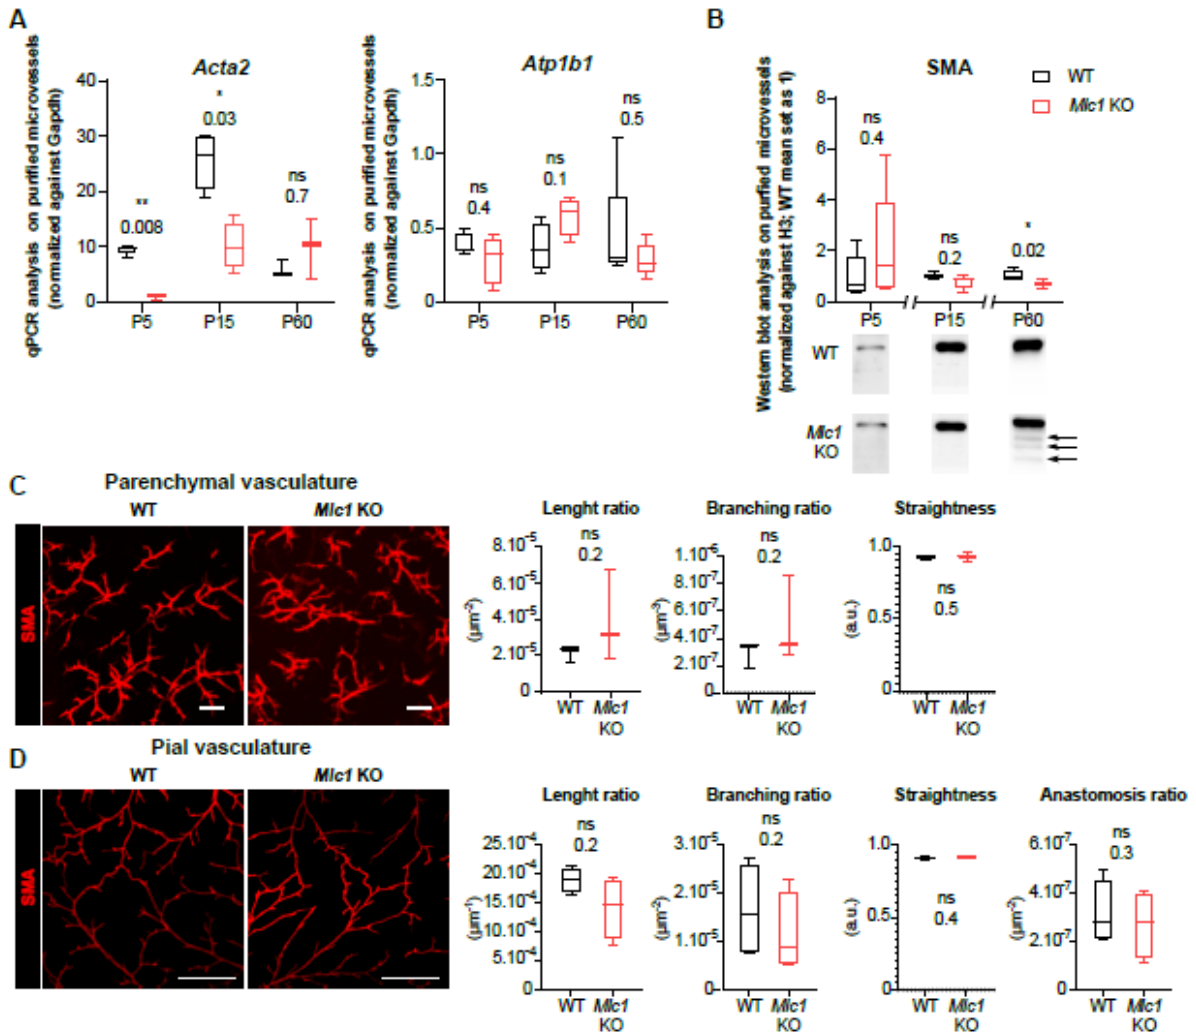 A
qPCR analysis on purified microvessels
(normalized against Gapdh)
Acta2
40
30
20
10
0
**
0.008
*
0.03
ns
0.7
P5 P15 P60
qPCR analysis on purified microvessels
(normalized against Gapdh)
Atp1b1
1.5
1.0
0.5
0
ns
0.4
ns
0.1
ns
0.5
P5 P15 P60
B
Western blot analysis on purfied microvessels
(normalized against H3; WT mean set as 1)
SMA
WT
Mlc1 KO
8
6
4
2
0
ns
0.4
ns
0.2
*
0.02
P5 P15 P60
WT
Mlc1
KO
C
Parenchymal vasculature
WT Mlc1 KO
SMA
Lenght ratio
ns
0.2
8.10-5
6.10-5
4.10-5
2.10-5
0
(µm-2)
WT Mlc1
KO
Branching ratio
ns
0.2
1.10-6
8.10-7
6.10-7
4.10-7
2.10-7
0
(µm-3)
WT Mlc1
KO
Straightness
1.0
0.5
0
(a.u.)
ns
0.5
WT Mlc1
KO
D
Pial vasculature
WT Mlc1 KO
SMA
Lenght ratio
ns
0.2
25.10-4
20.10-4
15.10-4
10.10-4
5.10-4
0
(µm-1)
WT Mlc1
KO
Branching ratio
ns
0.2
3.10-5
2.10-5
1.10-5
0
(µm-2)
WT Mlc1
KO
Straightness
1.0
0.5
0.0
(a.u.)
ns
0.4
WT Mlc1
KO
Anastomosis ratio
ns
0.3
6.10-7
4.10-7
2.10-7
0
(µm-2)
WT Mlc1
KO